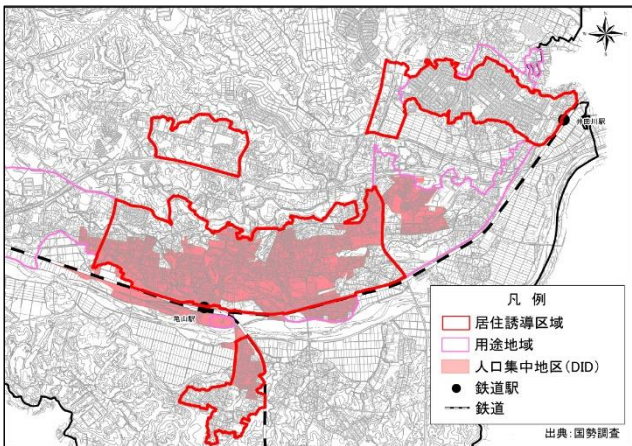 井田川駅
亀山駅
凡 例
居住誘導区域
用途地域
人口集中地区(DID)
鉄道駅
鉄道
出典:国勢調査